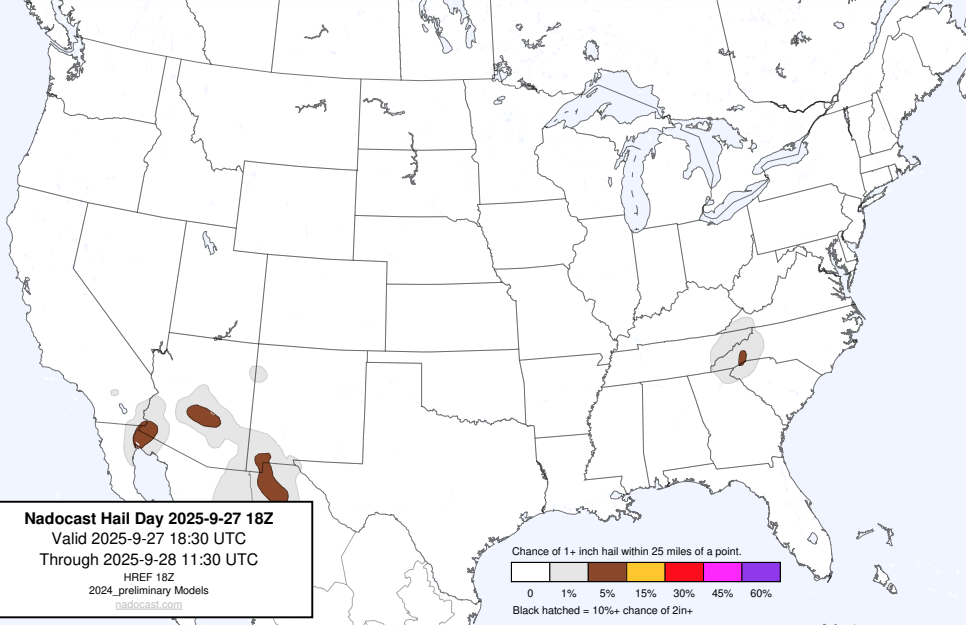 Nadocast Hail Day 2025-9-27 18Z
Valid 2025-9-27 18:30 UTC
Through 2025-9-28 11:30 UTC
HREF 18Z
2024_preliminary Models
nadocast.com
Chance of 1+ inch hail within 25 miles of a point.
0 1% 5% 15% 30% 45% 60%
Black hatched = 10%+ chance of 2in+